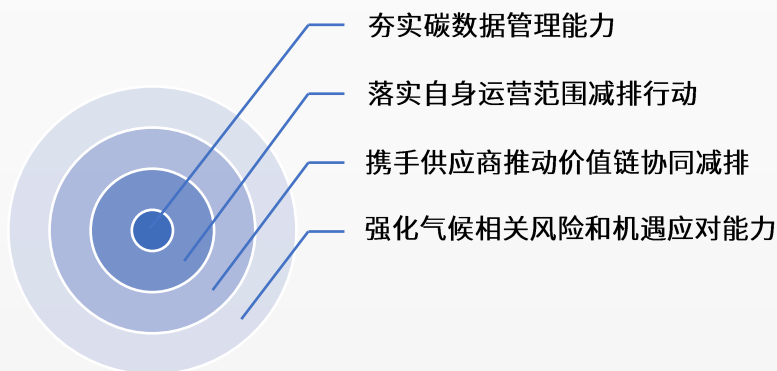 夯实碳数据管理能力
落实自身运营范围减排行动
携手供应商推动价值链协同减排
强化气候相关风险和机遇应对能力